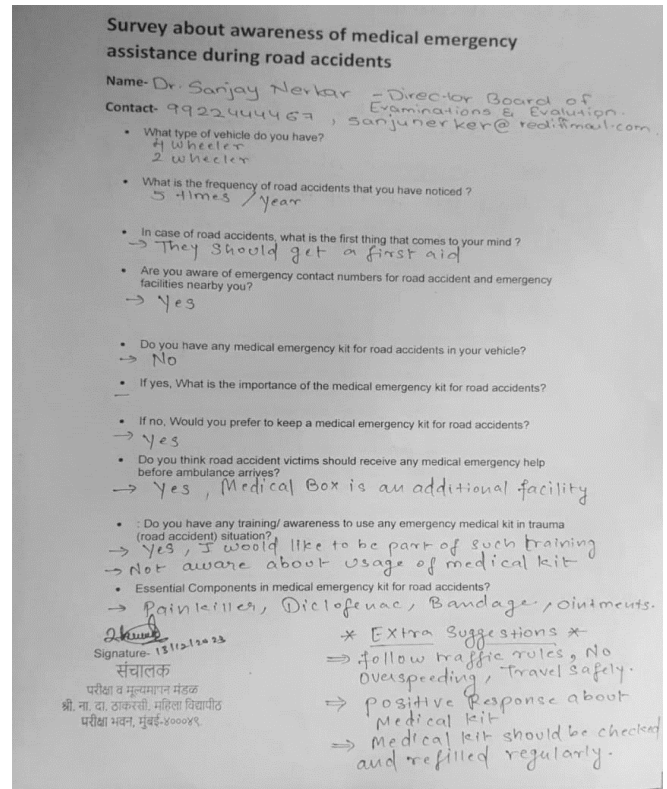 Survey about awareness of medical emergency
assistance during road accidents
Name- Dr. Sanjay Nerkar - Director Board of
Examinations & Evalution.
Contact- 9922444467, sanjunerker@rediffmail.com
• What type of vehicle do you have?
4 wheeler
2 wheeler
• What is the frequency of road accidents that you have noticed ?
5 times / year
• In case of road accidents, what is the first thing that comes to your mind ?
→ They should get a first aid
• Are you aware of emergency contact numbers for road accident and emergency
facilities nearby you?
→ Yes
• Do you have any medical emergency kit for road accidents in your vehicle?
→ No
• If yes, What is the importance of the medical emergency kit for road accidents?
—
• If no, Would you prefer to keep a medical emergency kit for road accidents?
→ Yes
• Do you think road accident victims should receive any medical emergency help
before ambulance arrives?
→ Yes, Medical Box is an additional facility
• : Do you have any training/ awareness to use any emergency medical kit in trauma
(road accident) situation?
→ Yes, I woold like to be part of such training
→ Not aware about usage of medical kit
• Essential Components in medical emergency kit for road accidents?
→ Painkiller, Diclofenac, Bandage, ointments.
Signature- 13/12/2023
संचालक
परीक्षा व मूल्यमापन मंडळ
श्री. ना. दा. ठाकरसी, महिला विद्यापीठ
परीक्षा भवन, मुंबई-४०००४९.
* Extra Suggestions *
⇒ follow traffic rules, No
Overspeeding, Travel safely.
⇒ positive Response about
Medical kit
⇒ Medical kit should be checked
and refilled regularly.